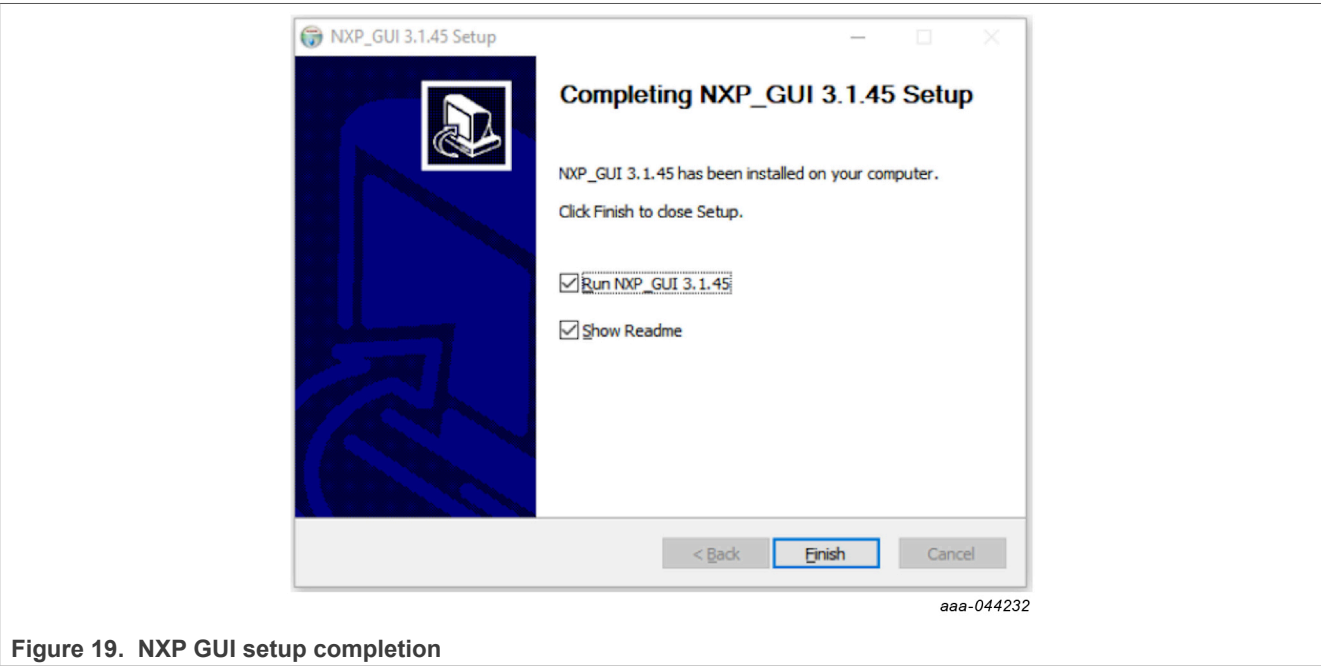 NXP_GUI 3.1.45 Setup
Completing NXP_GUI 3.1.45 Setup
NXP_GUI 3.1.45 has been installed on your computer.
Click Finish to close Setup.
Run NXP_GUI 3.1.45
Show Readme
< Back Finish Cancel
aaa-044232
Figure 19. NXP GUI setup completion